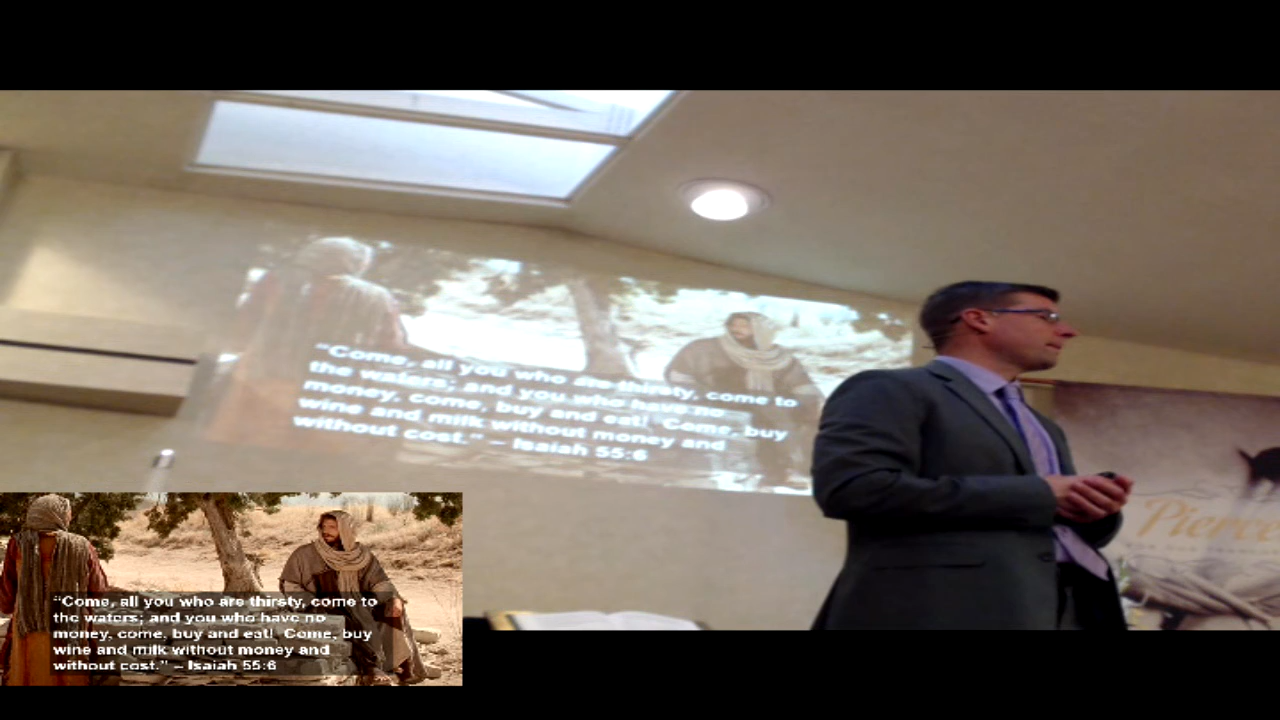 “Come, all you who are thirsty, come to
the waters; and you who have no
money, come, buy and eat! Come, buy
wine and milk without money and
without cost.” – Isaiah 55:6
Pierce
“Come, all you who are thirsty, come to
the waters; and you who have no
money, come, buy and eat! Come, buy
wine and milk without money and
without cost.” – Isaiah 55:6